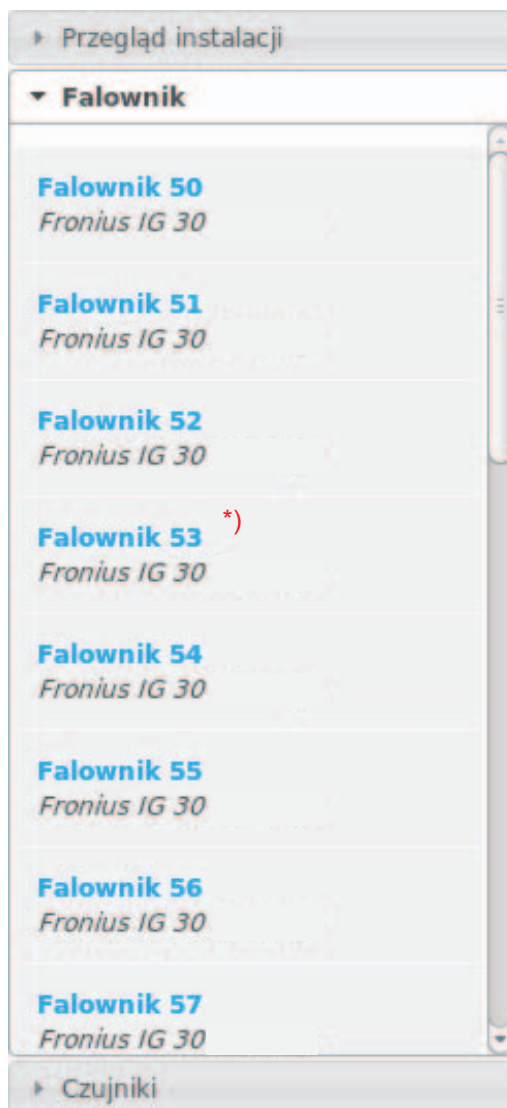 Przegląd instalacji
Falownik
Falownik 50
Fronius IG 30
Falownik 51
Fronius IG 30
Falownik 52
Fronius IG 30
*)
Falownik 53
Fronius IG 30
Falownik 54
Fronius IG 30
Falownik 55
Fronius IG 30
Falownik 56
Fronius IG 30
Falownik 57
Fronius IG 30
Czujniki